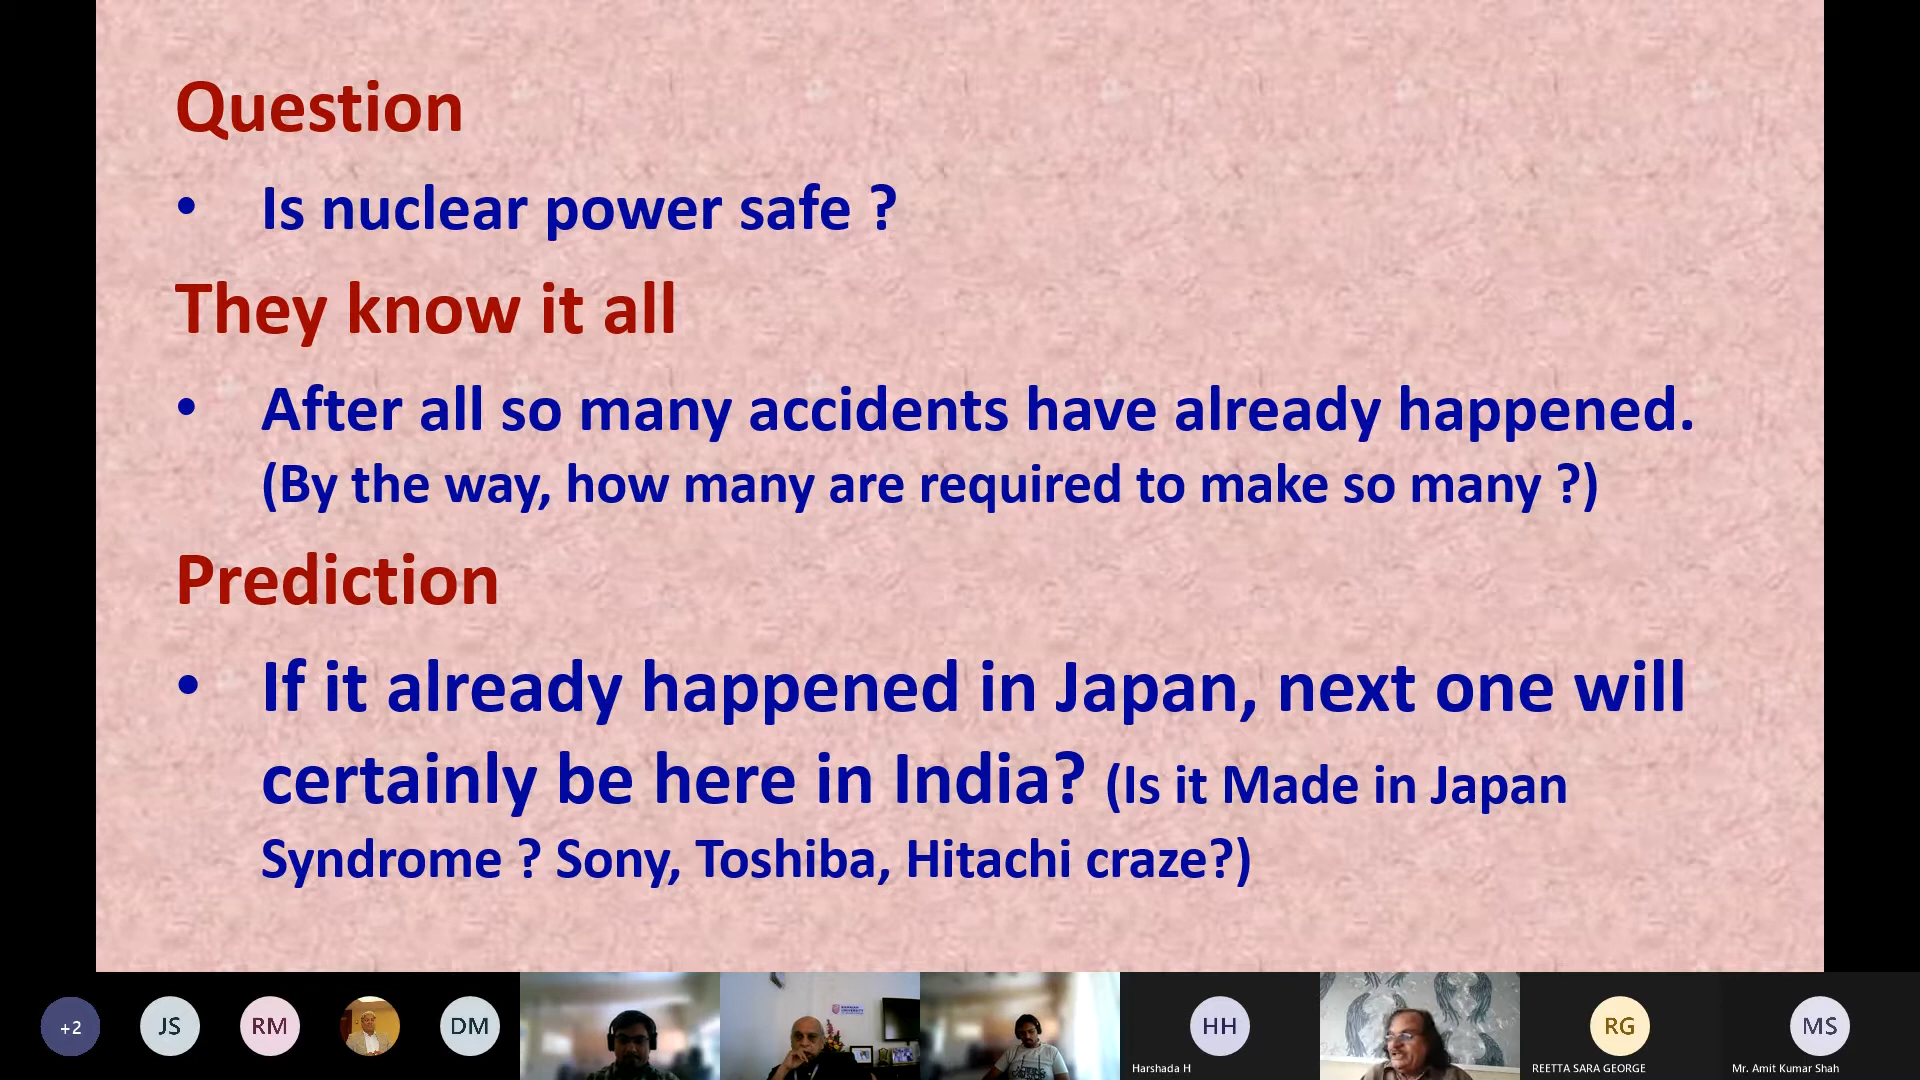 Question
• Is nuclear power safe ?
They know it all
• After all so many accidents have already happened.
(By the way, how many are required to make so many ?)
Prediction
• If it already happened in Japan, next one will
certainly be here in India? (Is it Made in Japan
Syndrome ? Sony, Toshiba, Hitachi craze?)
+2
JS
RM
DM
HH
Harshada H
RG
REETTA SARA GEORGE
MS
Mr. Amit Kumar Shah